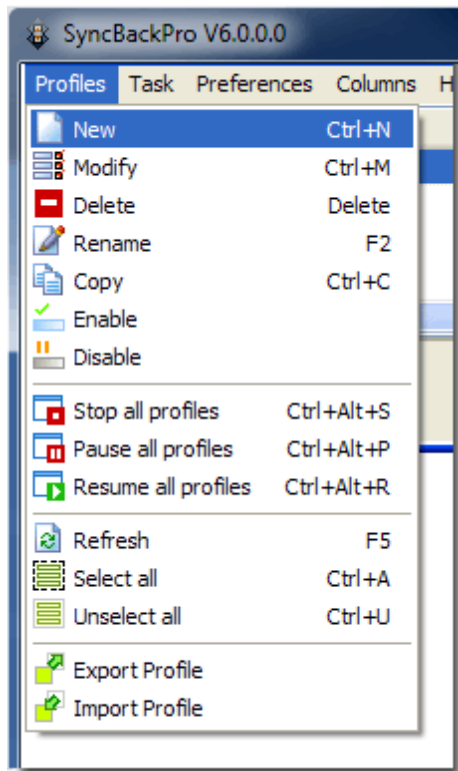 SyncBackPro V6.0.0.0
Profiles Task Preferences Columns H
New Ctrl+N
Modify Ctrl+M
Delete Delete
Rename F2
Copy Ctrl+C
Enable
Disable
Stop all profiles Ctrl+Alt+S
Pause all profiles Ctrl+Alt+P
Resume all profiles Ctrl+Alt+R
Refresh F5
Select all Ctrl+A
Unselect all Ctrl+U
Export Profile
Import Profile